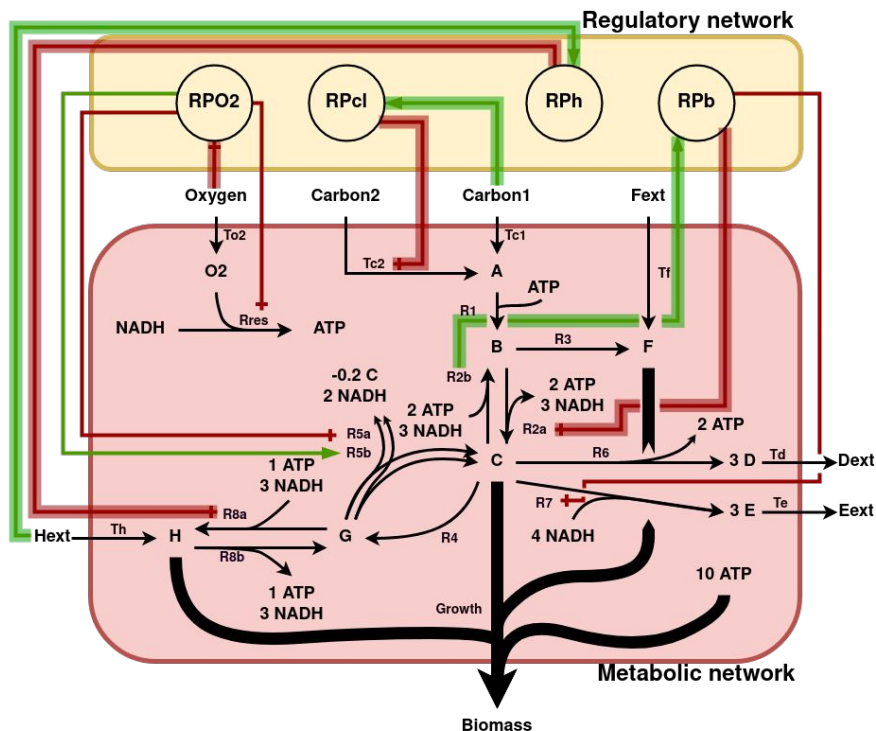 Regulatory network
RPO2
RPcl
RPh
RPb
Oxygen
Carbon2
Carbon1
Fext
To2
Tc2
Tc1
Tf
O2
A
ATP
NADH
Rres
ATP
R1
B
R3
F
R2b
-0.2 C
2 NADH
2 ATP
3 NADH
2 ATP
3 NADH
R2a
2 ATP
R5a
R5b
C
R6
3 D
Td
Dext
1 ATP
3 NADH
R7
3 E
Te
Eext
R8a
Hext
Th
H
G
R4
4 NADH
R8b
1 ATP
3 NADH
10 ATP
Growth
Metabolic network
Biomass